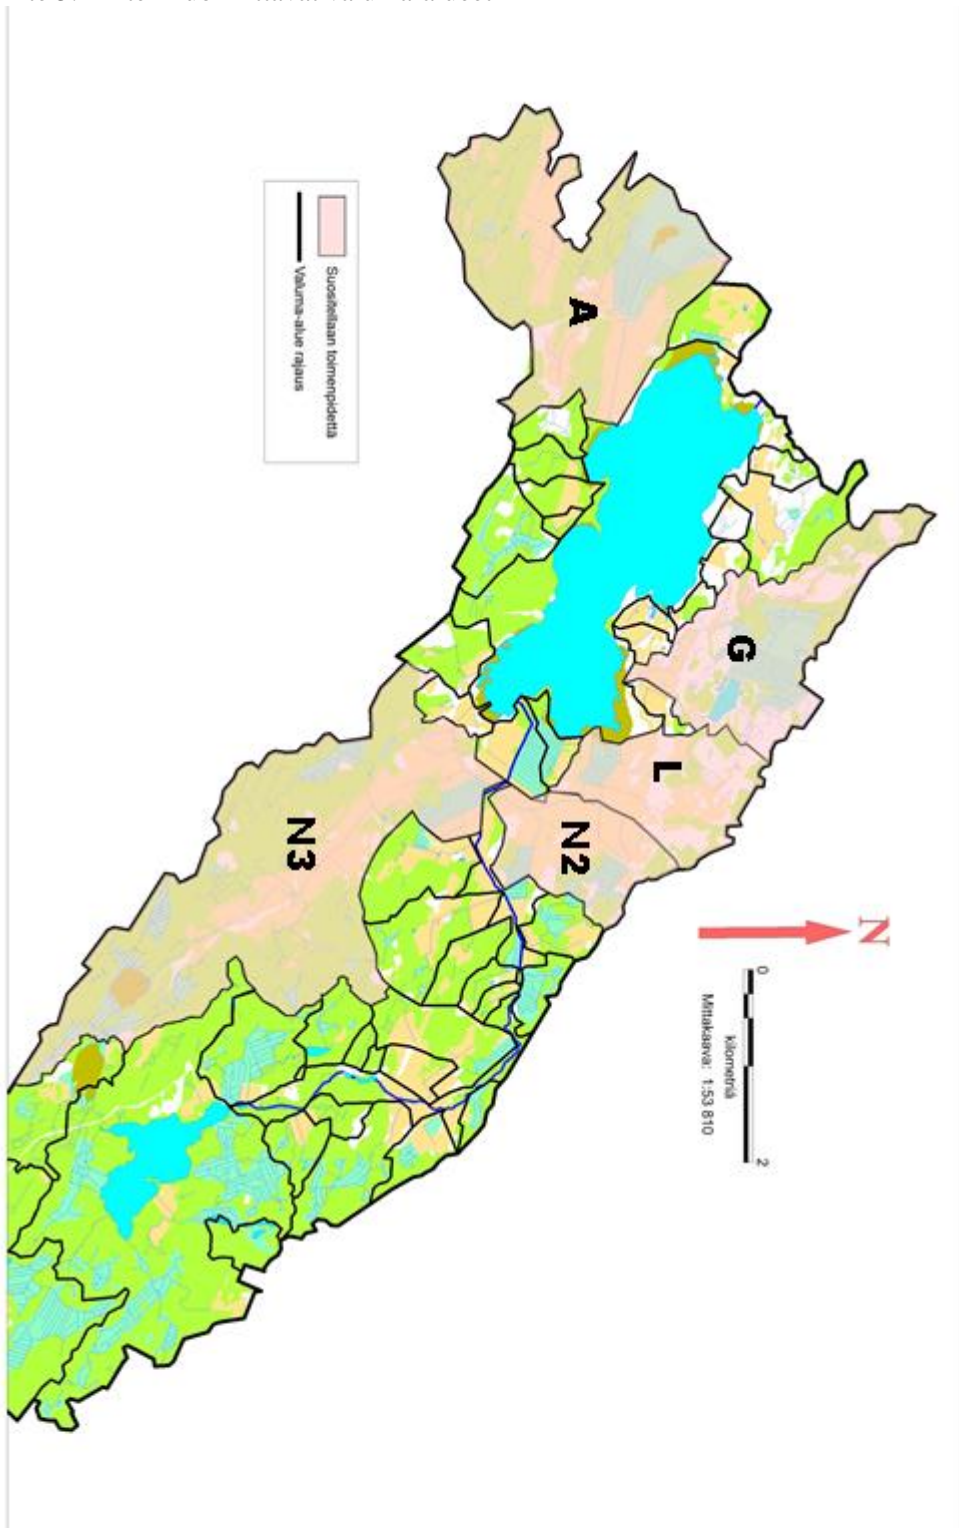 A
G
L
N2
N3
N
0
2
kilometriä
Mittakaava: 1:53 810
Suositellaan toimenpidettä
Valuma-alue rajaus